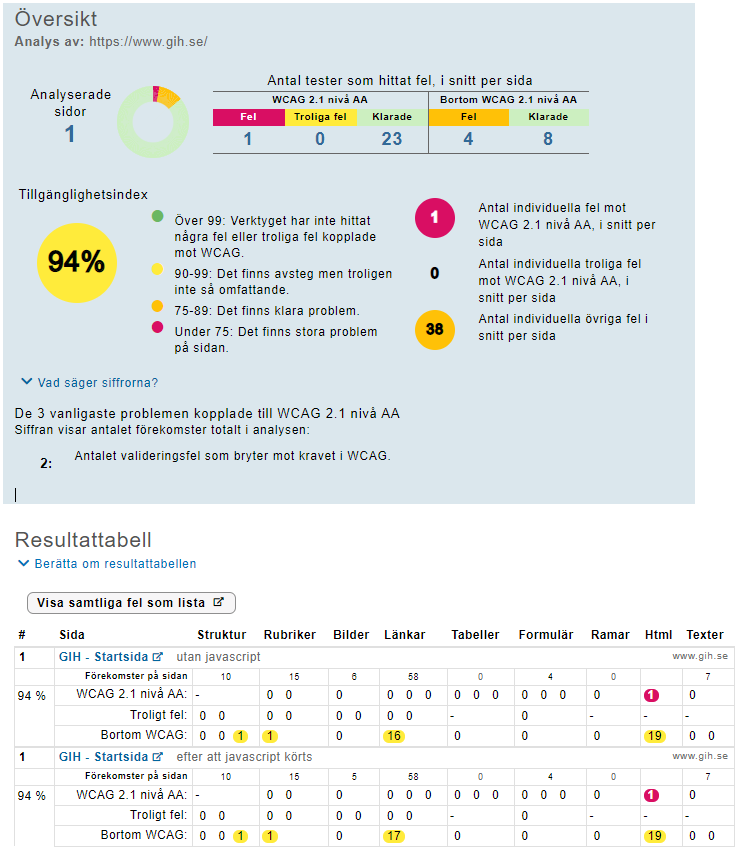 Översikt
Analys av: https://www.gih.se/
Analyserade
sidor
1
Antal tester som hittat fel, i snitt per sida
WCAG 2.1 nivå AA Bortom WCAG 2.1 nivå AA
Fel Troliga fel Klarade Fel Klarade
1 0 23 4 8
Tillgänglighetsindex
94%
Över 99: Verktyget har inte hittat
några fel eller troliga fel kopplade
mot WCAG.
90-99: Det finns avsteg men troligen
inte så omfattande.
75-89: Det finns klara problem.
Under 75: Det finns stora problem
på sidan.
1
Antal individuella fel mot
WCAG 2.1 nivå AA, i snitt per
sida
0
Antal individuella troliga fel
mot WCAG 2.1 nivå AA, i
snitt per sida
38
Antal individuella övriga fel i
snitt per sida
Vad säger siffrorna?
De 3 vanligaste problemen kopplade till WCAG 2.1 nivå AA
Siffran visar antalet förekomster totalt i analysen:
2: Antalet valideringsfel som bryter mot kravet i WCAG.
Resultattabell
Berätta om resultattabellen
Visa samtliga fel som lista
# Sida Struktur Rubriker Bilder Länkar Tabeller Formulär Ramar Html Texter
1 GIH - Startsida utan javascript www.gih.se
Förekomster på sidan 10 15 6 58 0 4 0 7
94 % WCAG 2.1 nivå AA: - 0 0 0 0 0 0 0 0 0 0 0 0 0 1 0
Troligt fel: 0 0 0 0 0 0 0 0 - 0 - - -
Bortom WCAG: 0 0 1 1 0 16 0 0 0 19 0 0
1 GIH - Startsida efter att javascript körts www.gih.se
Förekomster på sidan 10 15 5 58 0 4 0 7
94 % WCAG 2.1 nivå AA: - 0 0 0 0 0 0 0 0 0 0 0 0 0 1 0
Troligt fel: 0 0 0 0 0 0 0 0 - 0 - - -
Bortom WCAG: 0 0 1 1 0 17 0 0 0 19 0 0